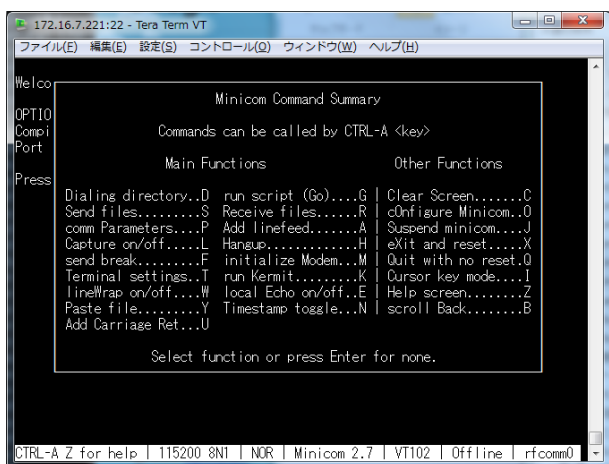 172.16.7.221:22 - Tera Term VT
ファイル(F) 編集(E) 設定(S) コントロール(O) ウィンドウ(W) ヘルプ(H)
Welco
Minicom Command Summary
OPTIO
Compi Commands can be called by CTRL-A <key>
Port
Main Functions Other Functions
Press
Dialing directory..D run script (Go)....G | Clear Screen.......C
Send files.........S Receive files......R | cOnfigure Minicom..O
comm Parameters....P Add linefeed.......A | Suspend minicom....J
Capture on/off.....L Hangup.............H | eXit and reset.....X
send break.........F initialize Modem...M | Quit with no reset.Q
Terminal settings..T run Kermit.........K | Cursor key mode....I
lineWrap on/off....W local Echo on/off..E | Help screen........Z
Paste file.........Y Timestamp toggle...N | scroll Back........B
Add Carriage Ret...U
Select function or press Enter for none.
CTRL-A Z for help | 115200 8N1 | NOR | Minicom 2.7 | VT102 | Offline | rfcomm0